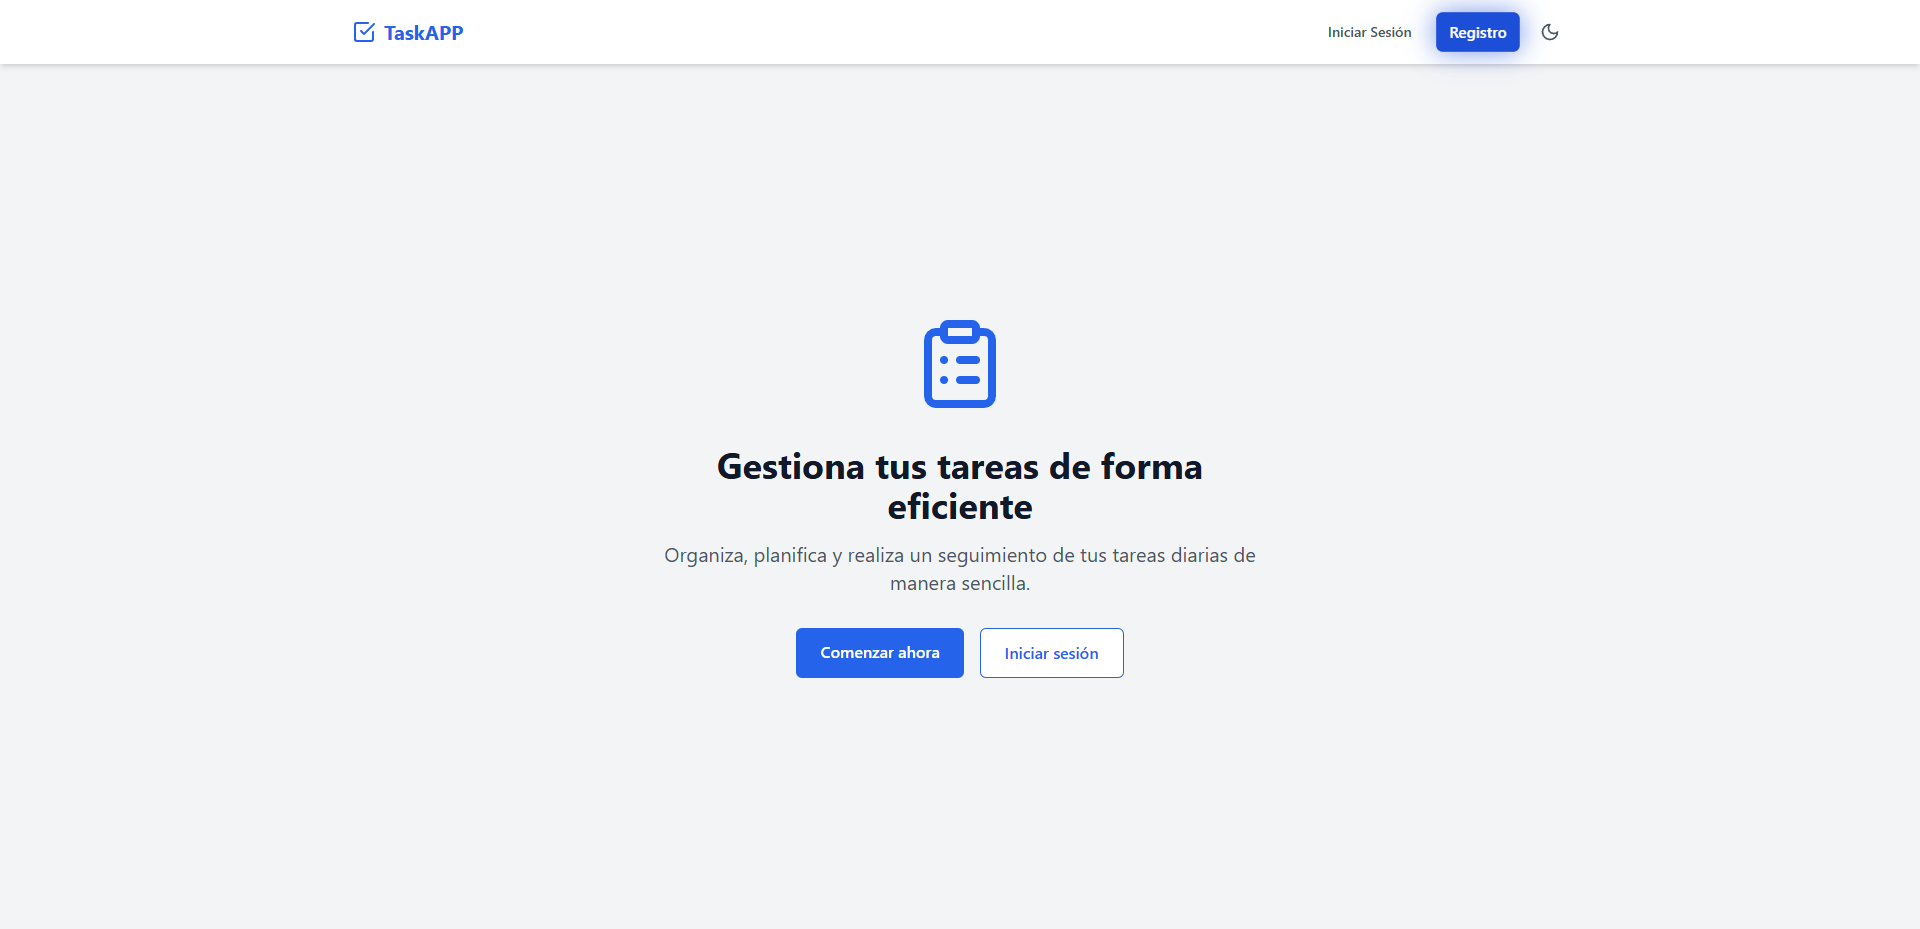 TaskAPP
Iniciar Sesión
Registro
Gestiona tus tareas de forma
eficiente
Organiza, planifica y realiza un seguimiento de tus tareas diarias de
manera sencilla.
Comenzar ahora
Iniciar sesión